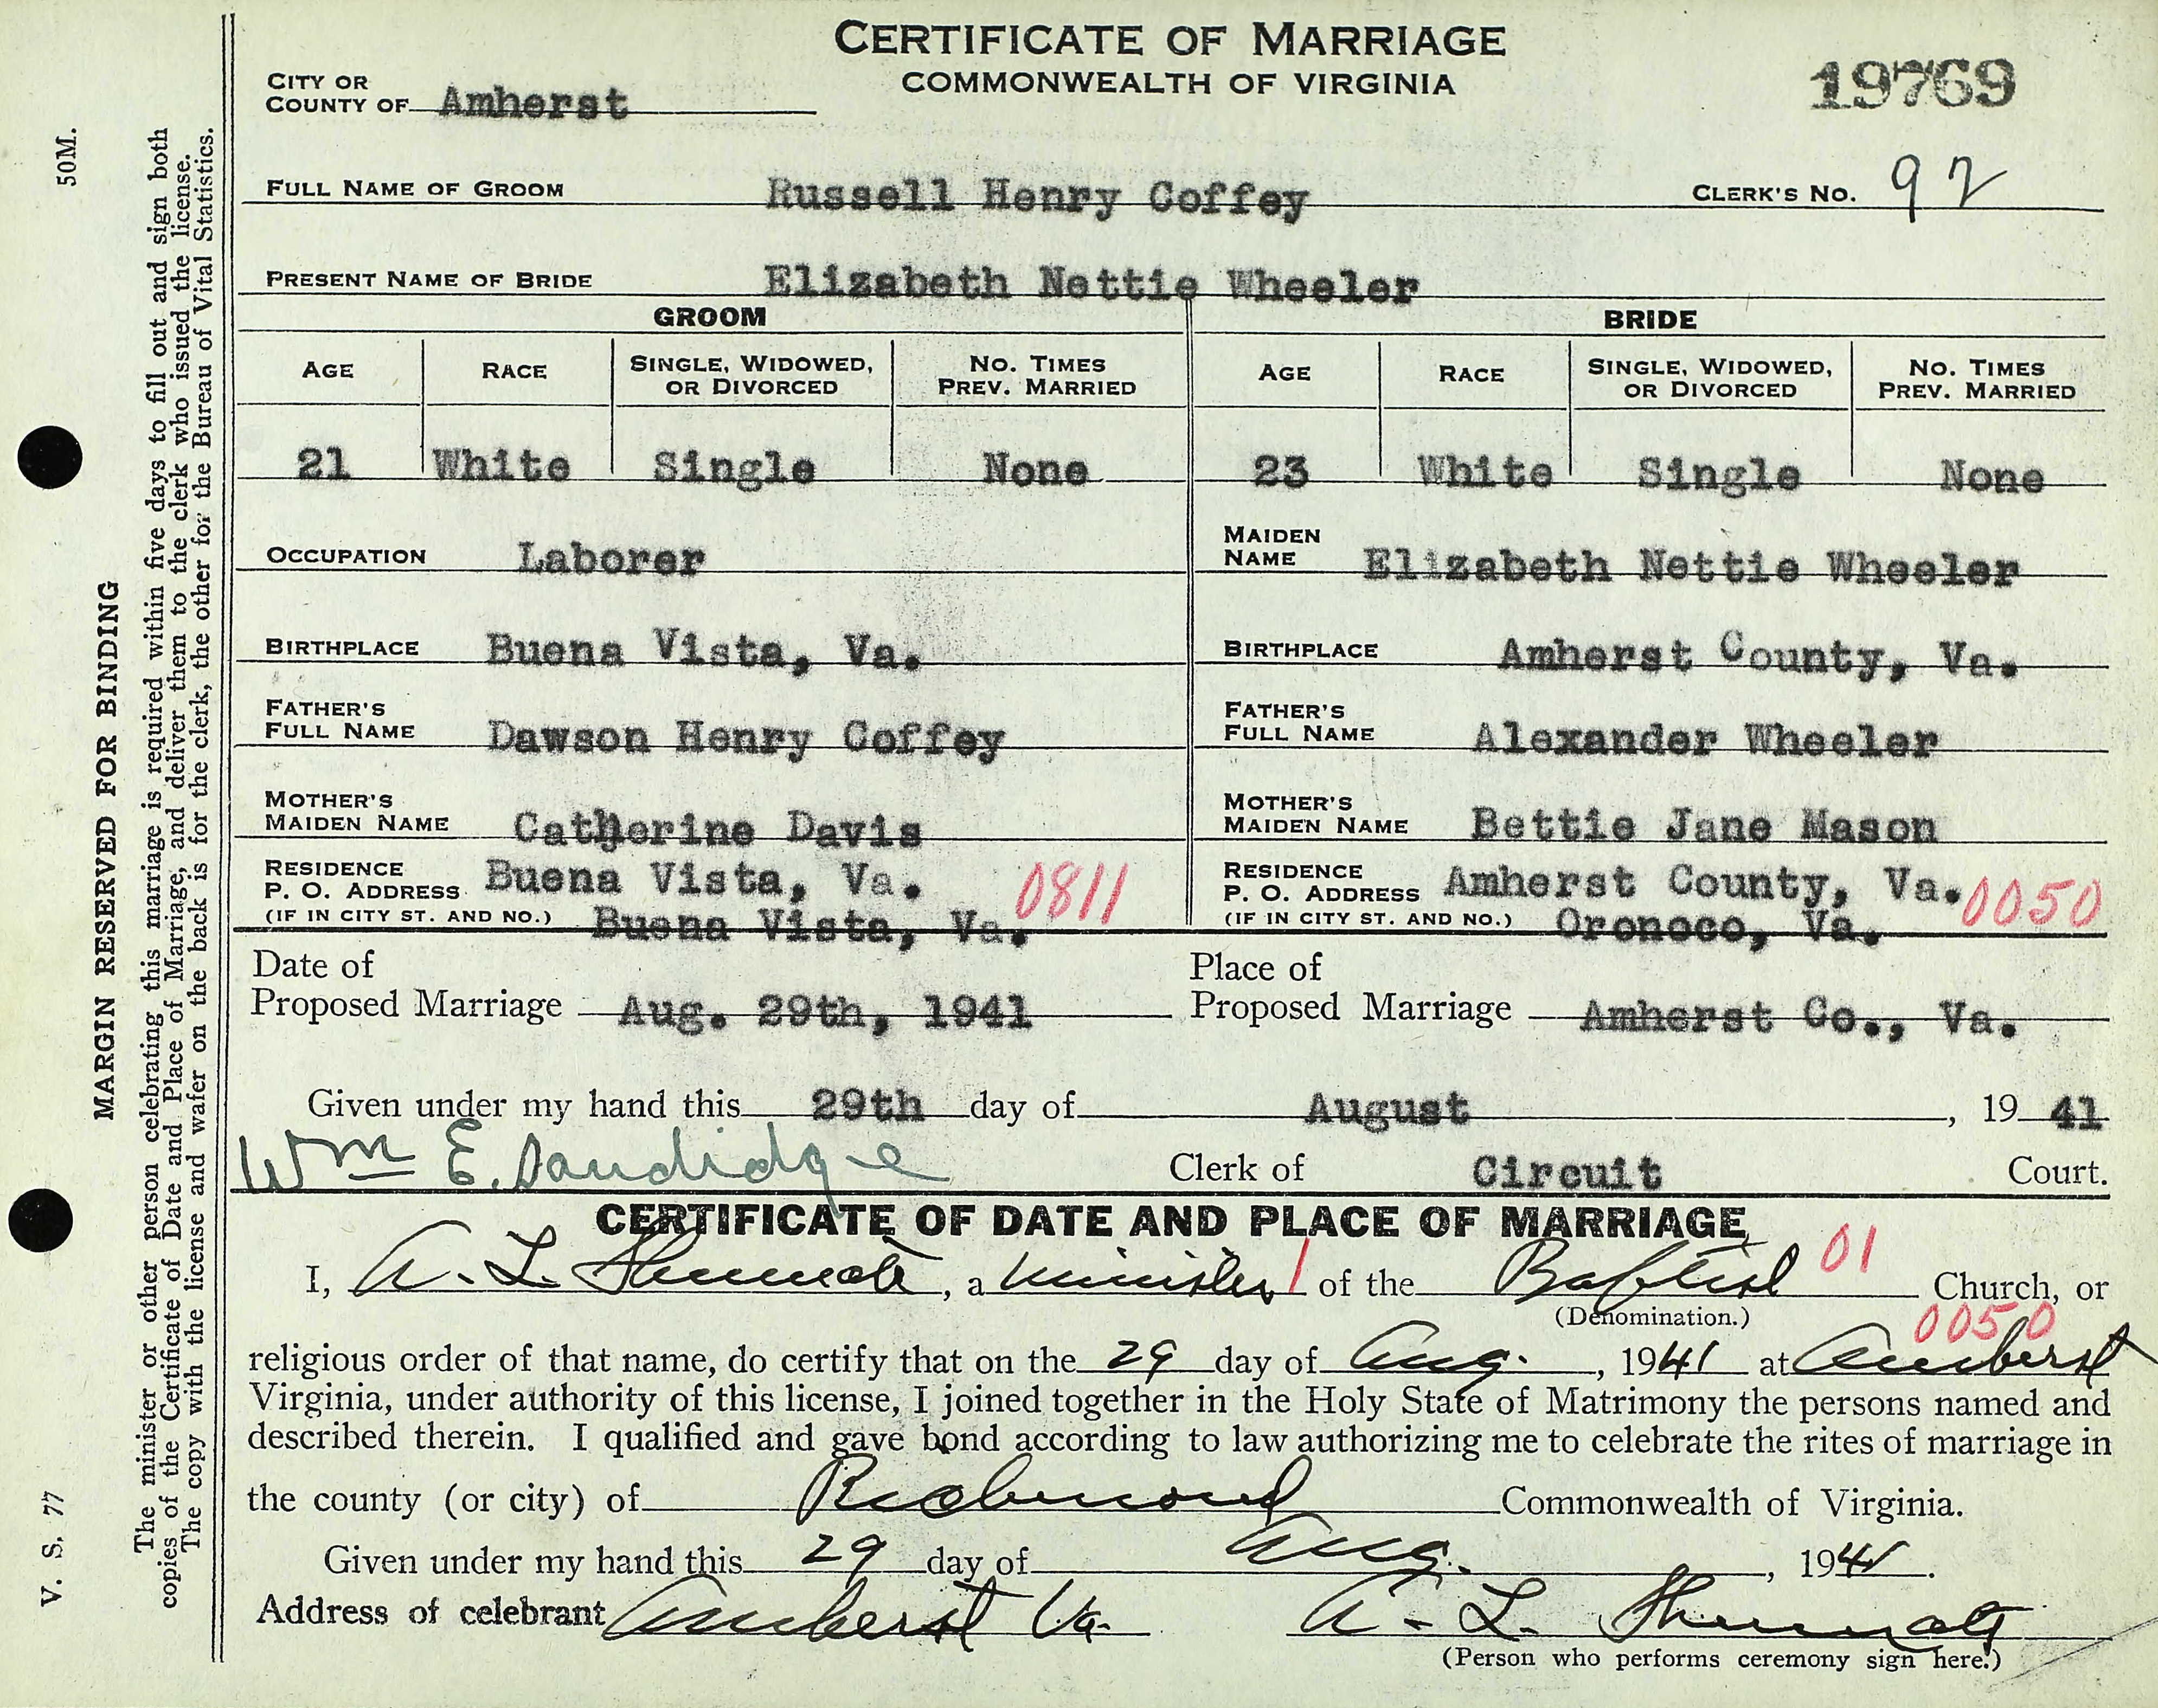 CERTIFICATE OF MARRIAGE
COMMONWEALTH OF VIRGINIA
19769
CITY OR
COUNTY OF Amherst
FULL NAME OF GROOM Russell Henry Coffey CLERK'S NO. 92
PRESENT NAME OF BRIDE Elizabeth Nettie Wheeler
GROOM BRIDE
AGE RACE SINGLE, WIDOWED, OR DIVORCED NO. TIMES PREV. MARRIED AGE RACE SINGLE, WIDOWED, OR DIVORCED NO. TIMES PREV. MARRIED
21 White Single None 23 White Single None
OCCUPATION Laborer MAIDEN NAME Elizabeth Nettie Wheeler
BIRTHPLACE Buena Vista, Va. BIRTHPLACE Amherst County, Va.
FATHER'S FULL NAME Dawson Henry Coffey FATHER'S FULL NAME Alexander Wheeler
MOTHER'S MAIDEN NAME Catherine Davis MOTHER'S MAIDEN NAME Bettie Jane Mason
RESIDENCE Buena Vista, Va. 0811 RESIDENCE Amherst County, Va. 0050
P. O. ADDRESS (IF IN CITY ST. AND NO.) Buena Vista, Va. P. O. ADDRESS (IF IN CITY ST. AND NO.) Oronoco, Va.
Date of Proposed Marriage Aug. 29th, 1941 Place of Proposed Marriage Amherst Co., Va.
Given under my hand this 29th day of August, 19 41
Wm E. Sandidge Clerk of Circuit Court.
CERTIFICATE OF DATE AND PLACE OF MARRIAGE
I, A. L. Shumate, a minister 1 of the Baptist 01 Church, or
(Denomination.) 0050
religious order of that name, do certify that on the 29 day of Aug., 1941 at Amherst
Virginia, under authority of this license, I joined together in the Holy State of Matrimony the persons named and
described therein. I qualified and gave bond according to law authorizing me to celebrate the rites of marriage in
the county (or city) of Richmond Commonwealth of Virginia.
Given under my hand this 29 day of Aug., 1941.
Address of celebrant Amherst Va. A. L. Shumate
(Person who performs ceremony sign here.)
50M.
MARGIN RESERVED FOR BINDING
V. S. 77
The minister or other person celebrating this marriage is required within five days to fill out and sign both
copies of the Certificate of Date and Place of Marriage, and deliver them to the clerk who issued the license.
The copy with the license and wafer on the back is for the clerk, the other for the Bureau of Vital Statistics.